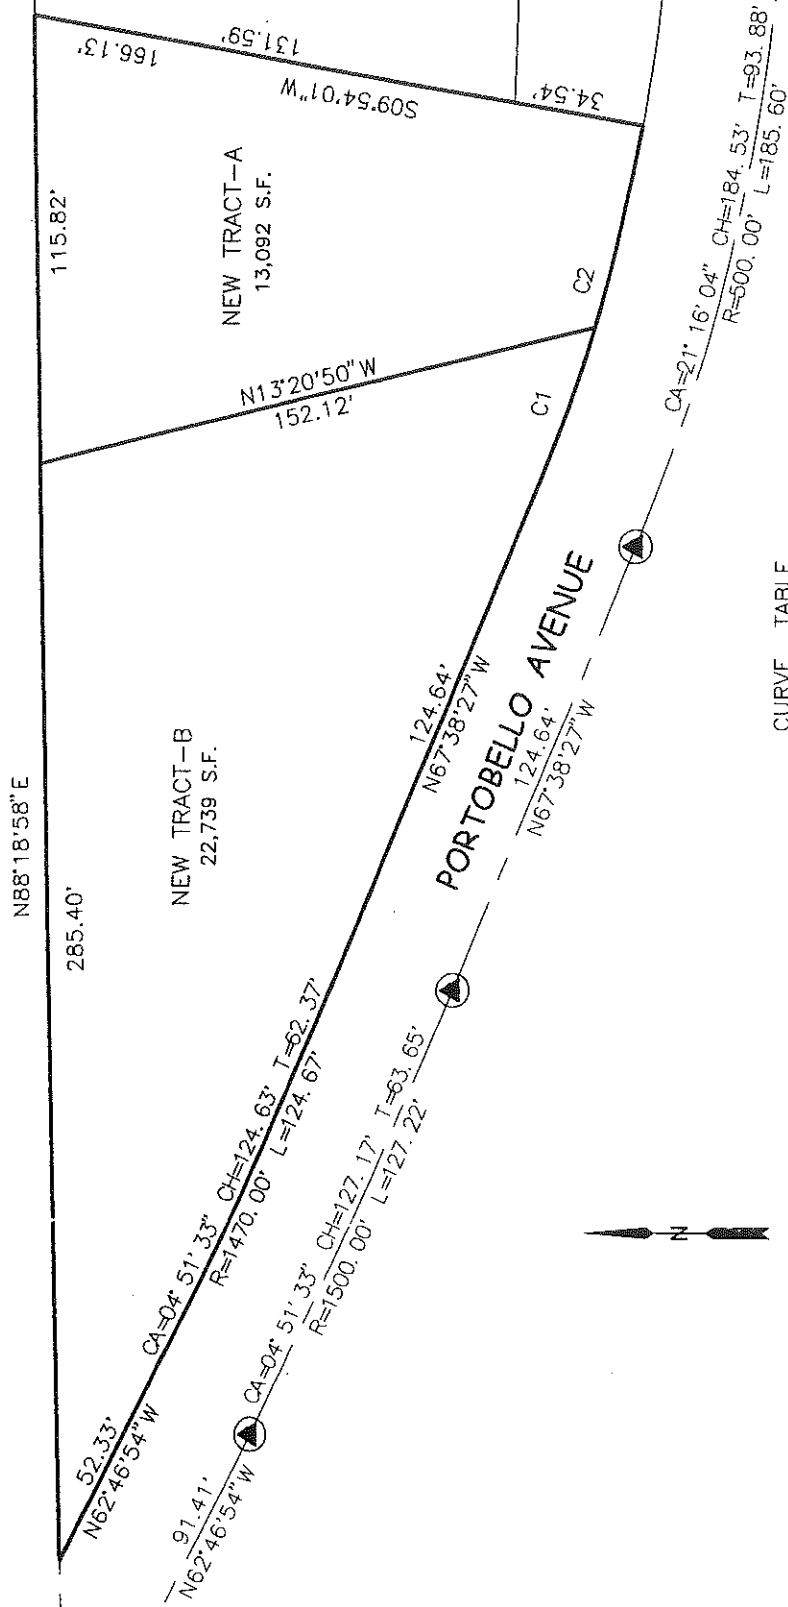 N88°18'58"E
285.40'
115.82'
166.13'
131.59'
S09°54'01"W
34.54'
NEW TRACT-A
13,092 S.F.
N13°20'50"W
152.12'
NEW TRACT-B
22,739 S.F.
C1
C2
52.33'
N62°46'54"W
CA=04° 51' 33" CH=124. 63' T=62. 37'
R=1470. 00' L=124. 67'
124.64'
N67°38'27"W
PORTOBELLO AVENUE
91.41'
N62°46'54"W
CA=04° 51' 33" CH=127. 17' T=63. 65'
R=1500. 00' L=127. 22'
124.64'
N67°38'27"W
CA=21° 16' 04" CH=184. 53' T=93. 88'
R=500. 00' L=185. 60'
N
CURVE TABLE